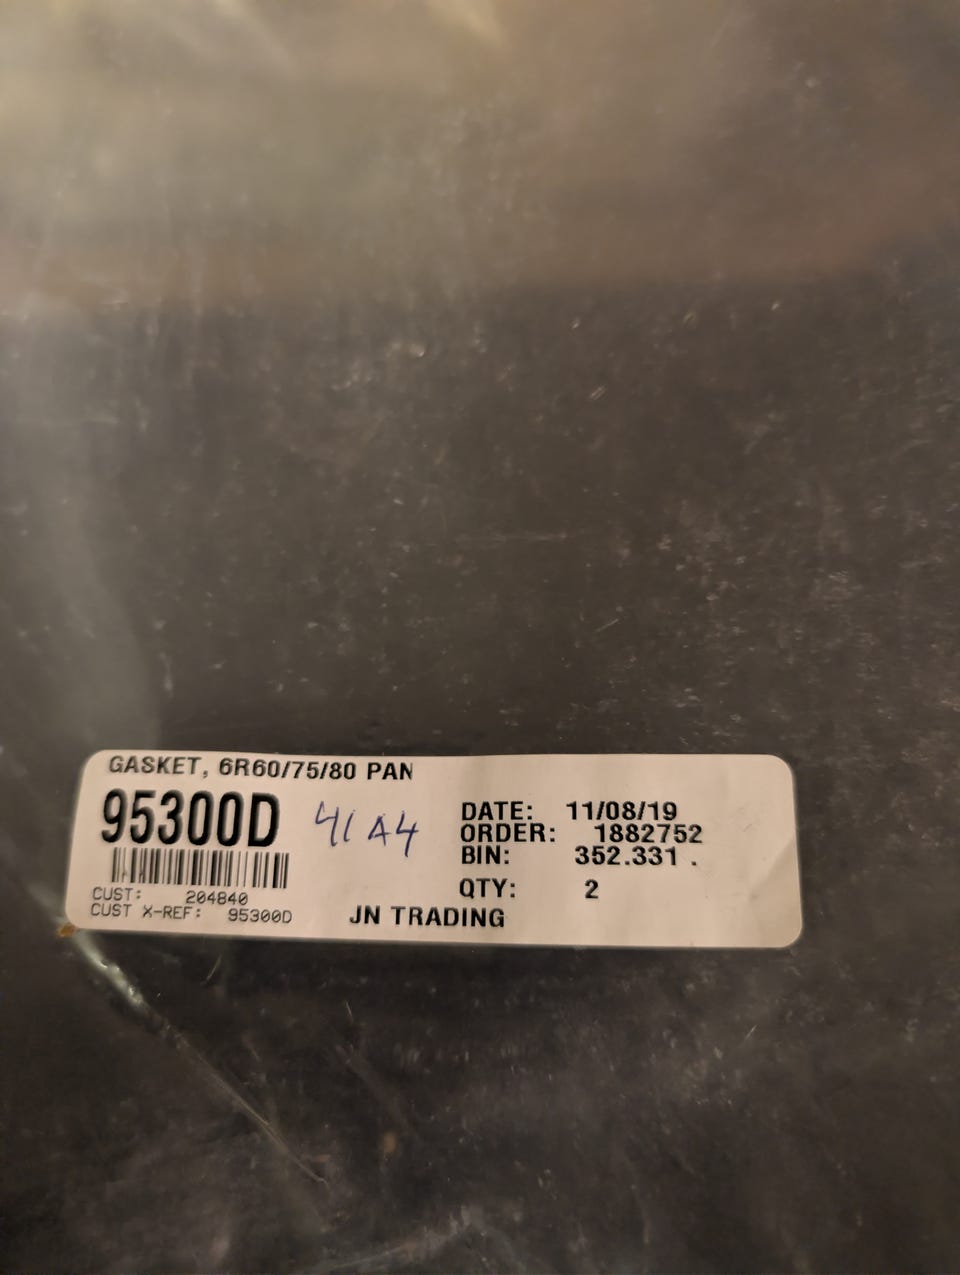 GASKET, 6R60/75/80 PAN
95300D
41A4
CUST: 204840
CUST X-REF: 95300D
DATE: 11/08/19
ORDER: 1882752
BIN: 352.331 .
QTY: 2
JN TRADING